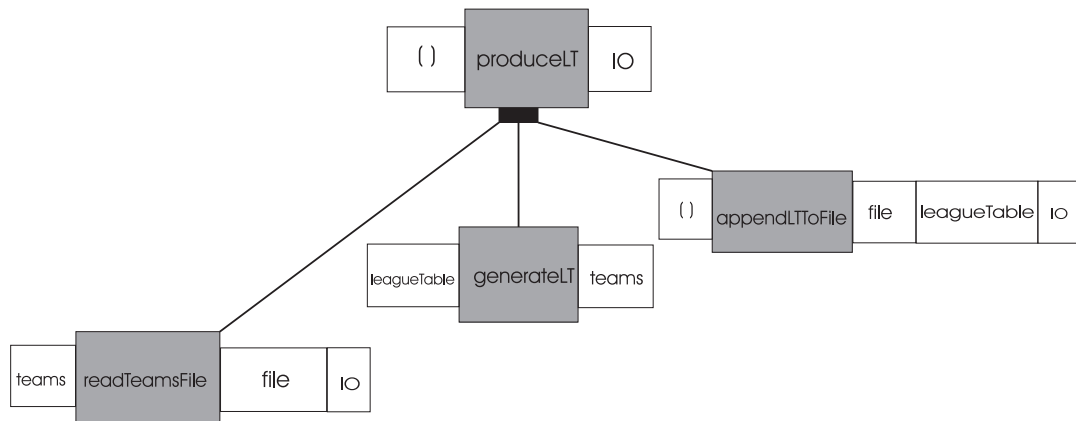 ( ) produceLT IO
( ) appendLTToFile file leagueTable IO
leagueTable generateLT teams
teams readTeamsFile file IO